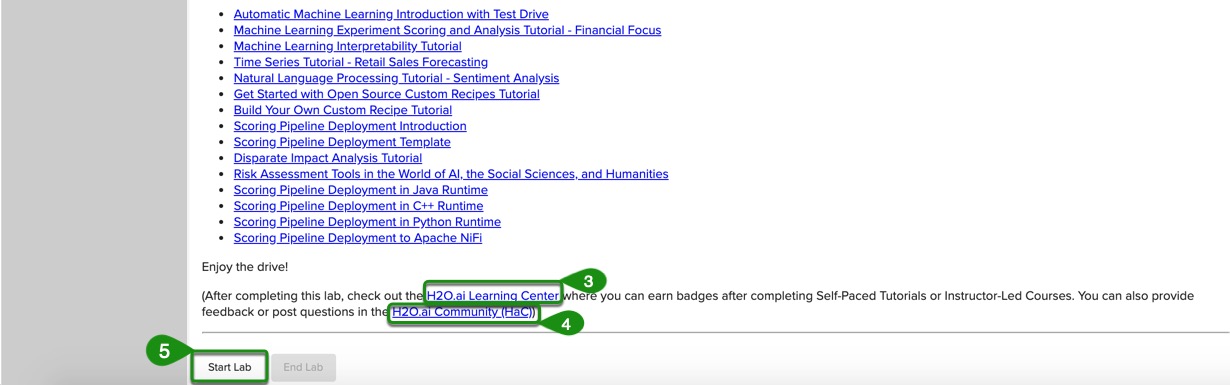 • Automatic Machine Learning Introduction with Test Drive
• Machine Learning Experiment Scoring and Analysis Tutorial - Financial Focus
• Machine Learning Interpretability Tutorial
• Time Series Tutorial - Retail Sales Forecasting
• Natural Language Processing Tutorial - Sentiment Analysis
• Get Started with Open Source Custom Recipes Tutorial
• Build Your Own Custom Recipe Tutorial
• Scoring Pipeline Deployment Introduction
• Scoring Pipeline Deployment Template
• Disparate Impact Analysis Tutorial
• Risk Assessment Tools in the World of AI, the Social Sciences, and Humanities
• Scoring Pipeline Deployment in Java Runtime
• Scoring Pipeline Deployment in C++ Runtime
• Scoring Pipeline Deployment in Python Runtime
• Scoring Pipeline Deployment to Apache NiFi
Enjoy the drive!
3
(After completing this lab, check out the H2O.ai Learning Center where you can earn badges after completing Self-Paced Tutorials or Instructor-Led Courses. You can also provide
feedback or post questions in the H2O.ai Community (HaC))
4
5
Start Lab End Lab